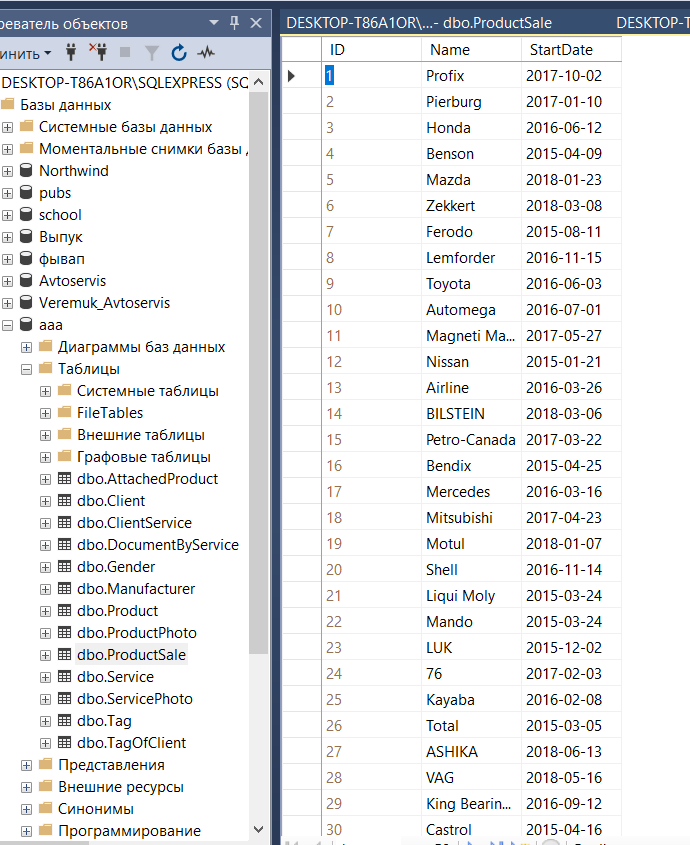 реватель объектов
DESKTOP-T86A1OR\...- dbo.ProductSale
DESKTOP-T
инить
DESKTOP-T86A1OR\SQLEXPRESS (SQ
Базы данных
Системные базы данных
Моментальные снимки базы
Northwind
pubs
school
Выпук
фывап
Avtoservis
Veremuk_Avtoservis
aaa
Диаграммы баз данных
Таблицы
Системные таблицы
FileTables
Внешние таблицы
Графовые таблицы
dbo.AttachedProduct
dbo.Client
dbo.ClientService
dbo.DocumentByService
dbo.Gender
dbo.Manufacturer
dbo.Product
dbo.ProductPhoto
dbo.ProductSale
dbo.Service
dbo.ServicePhoto
dbo.Tag
dbo.TagOfClient
Представления
Внешние ресурсы
Синонимы
Программирование
ID Name StartDate
1 Profix 2017-10-02
2 Pierburg 2017-01-10
3 Honda 2016-06-12
4 Benson 2015-04-09
5 Mazda 2018-01-23
6 Zekkert 2018-03-08
7 Ferodo 2015-08-11
8 Lemforder 2016-11-15
9 Toyota 2016-06-03
10 Automega 2016-07-01
11 Magneti Ma... 2017-05-27
12 Nissan 2015-01-21
13 Airline 2016-03-26
14 BILSTEIN 2018-03-06
15 Petro-Canada 2017-03-22
16 Bendix 2015-04-25
17 Mercedes 2016-03-16
18 Mitsubishi 2017-04-23
19 Motul 2018-01-07
20 Shell 2016-11-14
21 Liqui Moly 2015-03-24
22 Mando 2015-03-24
23 LUK 2015-12-02
24 76 2017-02-03
25 Kayaba 2016-02-08
26 Total 2015-03-05
27 ASHIKA 2018-06-13
28 VAG 2018-05-16
29 King Bearin... 2016-09-12
30 Castrol 2015-04-16